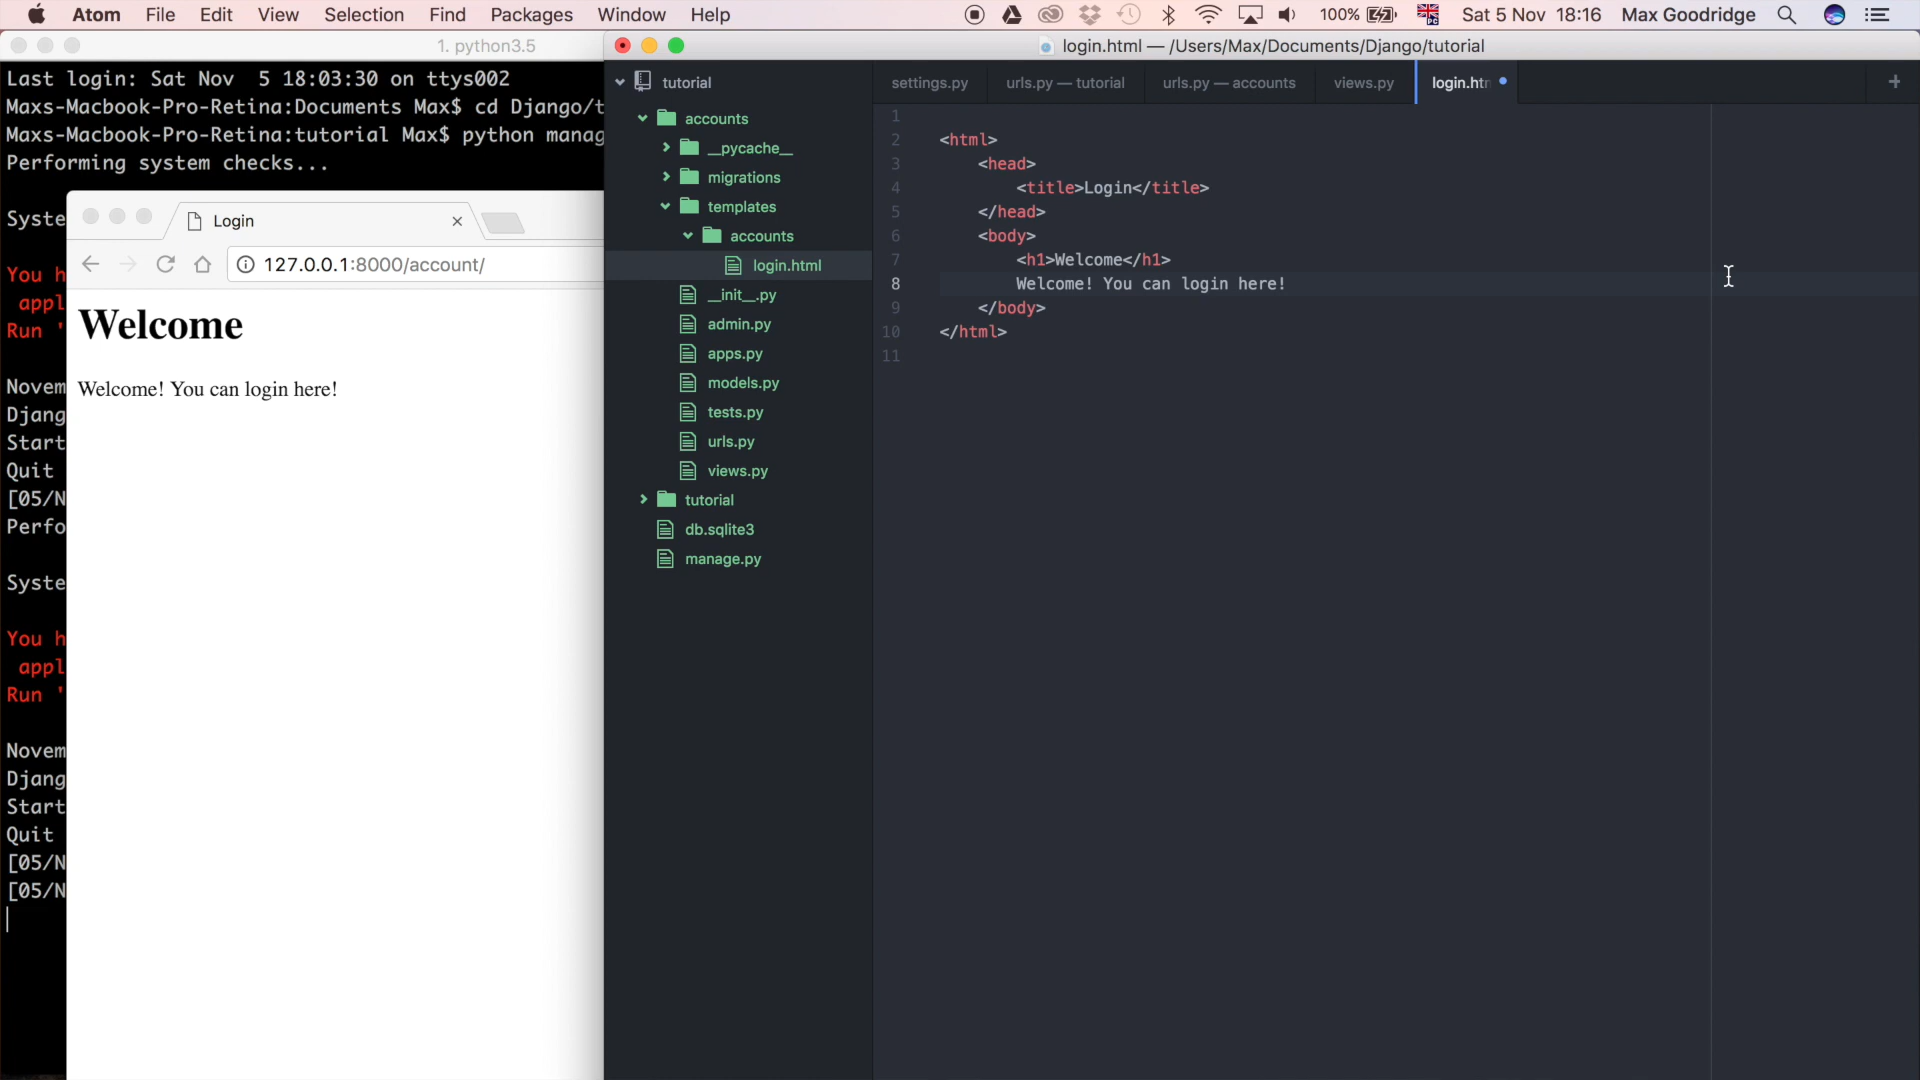 Atom File Edit View Selection Find Packages Window Help 100% Sat 5 Nov 18:16 Max Goodridge
1. python3.5
Last login: Sat Nov  5 18:03:30 on ttys002
Maxs-Macbook-Pro-Retina:Documents Max$ cd Django/t
Maxs-Macbook-Pro-Retina:tutorial Max$ python manag
Performing system checks...
Syste
You h
appl
Run '
Novem
Djang
Start
Quit
[05/N
Perfo
Syste
You h
appl
Run '
Novem
Djang
Start
Quit
[05/N
[05/N
Login
127.0.0.1:8000/account/
Welcome
Welcome! You can login here!
login.html — /Users/Max/Documents/Django/tutorial
tutorial
accounts
__pycache__
migrations
templates
accounts
login.html
__init__.py
admin.py
apps.py
models.py
tests.py
urls.py
views.py
tutorial
db.sqlite3
manage.py
settings.py urls.py — tutorial urls.py — accounts views.py login.htm
1
2 <html>
3 <head>
4 <title>Login</title>
5 </head>
6 <body>
7 <h1>Welcome</h1>
8 Welcome! You can login here!
9 </body>
10 </html>
11